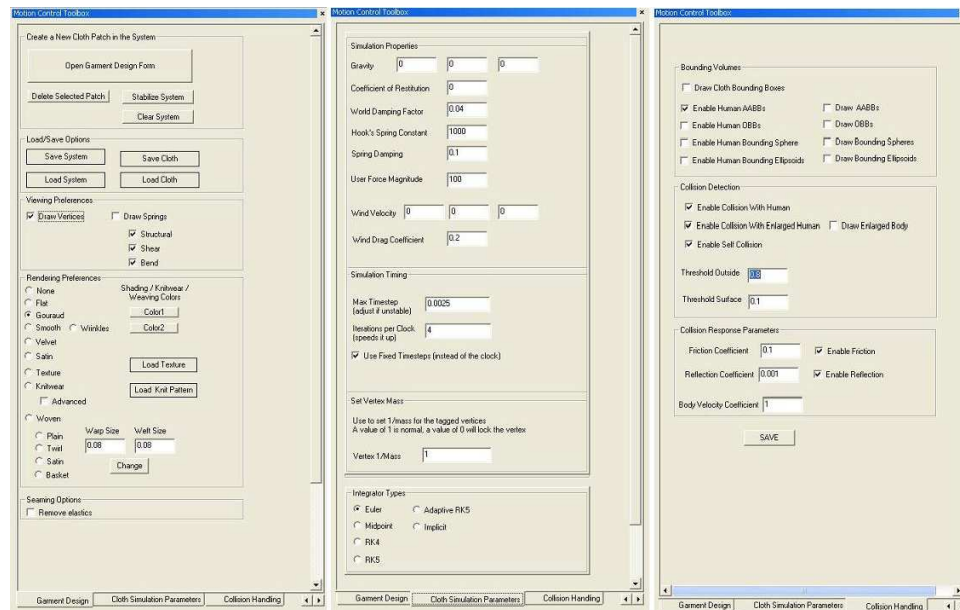 Motion Control Toolbox
Create a New Cloth Patch in the System
Open Garment Design Form
Delete Selected Patch
Stabilize System
Clear System
Load/Save Options
Save System
Save Cloth
Load System
Load Cloth
Viewing Preferences
Draw Vertices
Draw Springs
Structural
Shear
Bend
Rendering Preferences
None
Flat
Gouraud
Smooth
Wrinkles
Velvet
Satin
Texture
Knitwear
Advanced
Shading / Knitwear /
Weaving Colors
Color1
Color2
Load Texture
Load Knit Pattern
Woven
Plain
Twirl
Satin
Basket
Warp Size
Weft Size
0.08
0.08
Change
Seaming Options
Remove elastics
Garment Design
Cloth Simulation Parameters
Collision Handling
Motion Control Toolbox
Simulation Properties
Gravity 0 0 0
Coefficient of Restitution 0
World Damping Factor 0.04
Hook's Spring Constant 1000
Spring Damping 0.1
User Force Magnitude 100
Wind Velocity 0 0 0
Wind Drag Coefficient 0.2
Simulation Timing
Max Timestep
(adjust if unstable)
0.0025
Iterations per Clock
(speeds it up)
4
Use Fixed Timesteps (instead of the clock)
Set Vertex Mass
Use to set 1/mass for the tagged vertices
A value of 1 is normal, a value of 0 will lock the vertex
Vertex 1/Mass 1
Integrator Types
Euler
Adaptive RK5
Midpoint
Implicit
RK4
RK5
Garment Design
Cloth Simulation Parameters
Collision Handling
Motion Control Toolbox
Bounding Volumes
Draw Cloth Bounding Boxes
Enable Human AABBs
Draw AABBs
Enable Human OBBs
Draw OBBs
Enable Human Bounding Sphere
Draw Bounding Spheres
Enable Human Bounding Ellipsoids
Draw Bounding Ellipsoids
Collision Detection
Enable Collision With Human
Enable Collision With Enlarged Human
Draw Enlarged Body
Enable Self Collision
Threshold Outside 0.8
Threshold Surface 0.1
Collision Response Parameters
Friction Coefficient 0.1
Enable Friction
Reflection Coefficient 0.001
Enable Reflection
Body Velocity Coefficient 1
SAVE
Garment Design
Cloth Simulation Parameters
Collision Handling